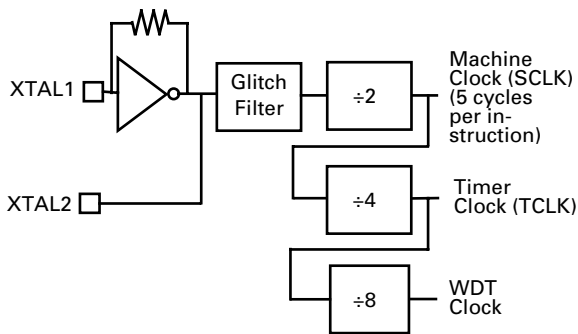 XTAL1
Glitch
Filter
÷2
Machine
Clock (SCLK)
(5 cycles
per in-
struction)
XTAL2
÷4
Timer
Clock (TCLK)
÷8
WDT
Clock